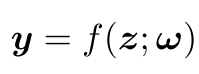 y = f(z; ω)